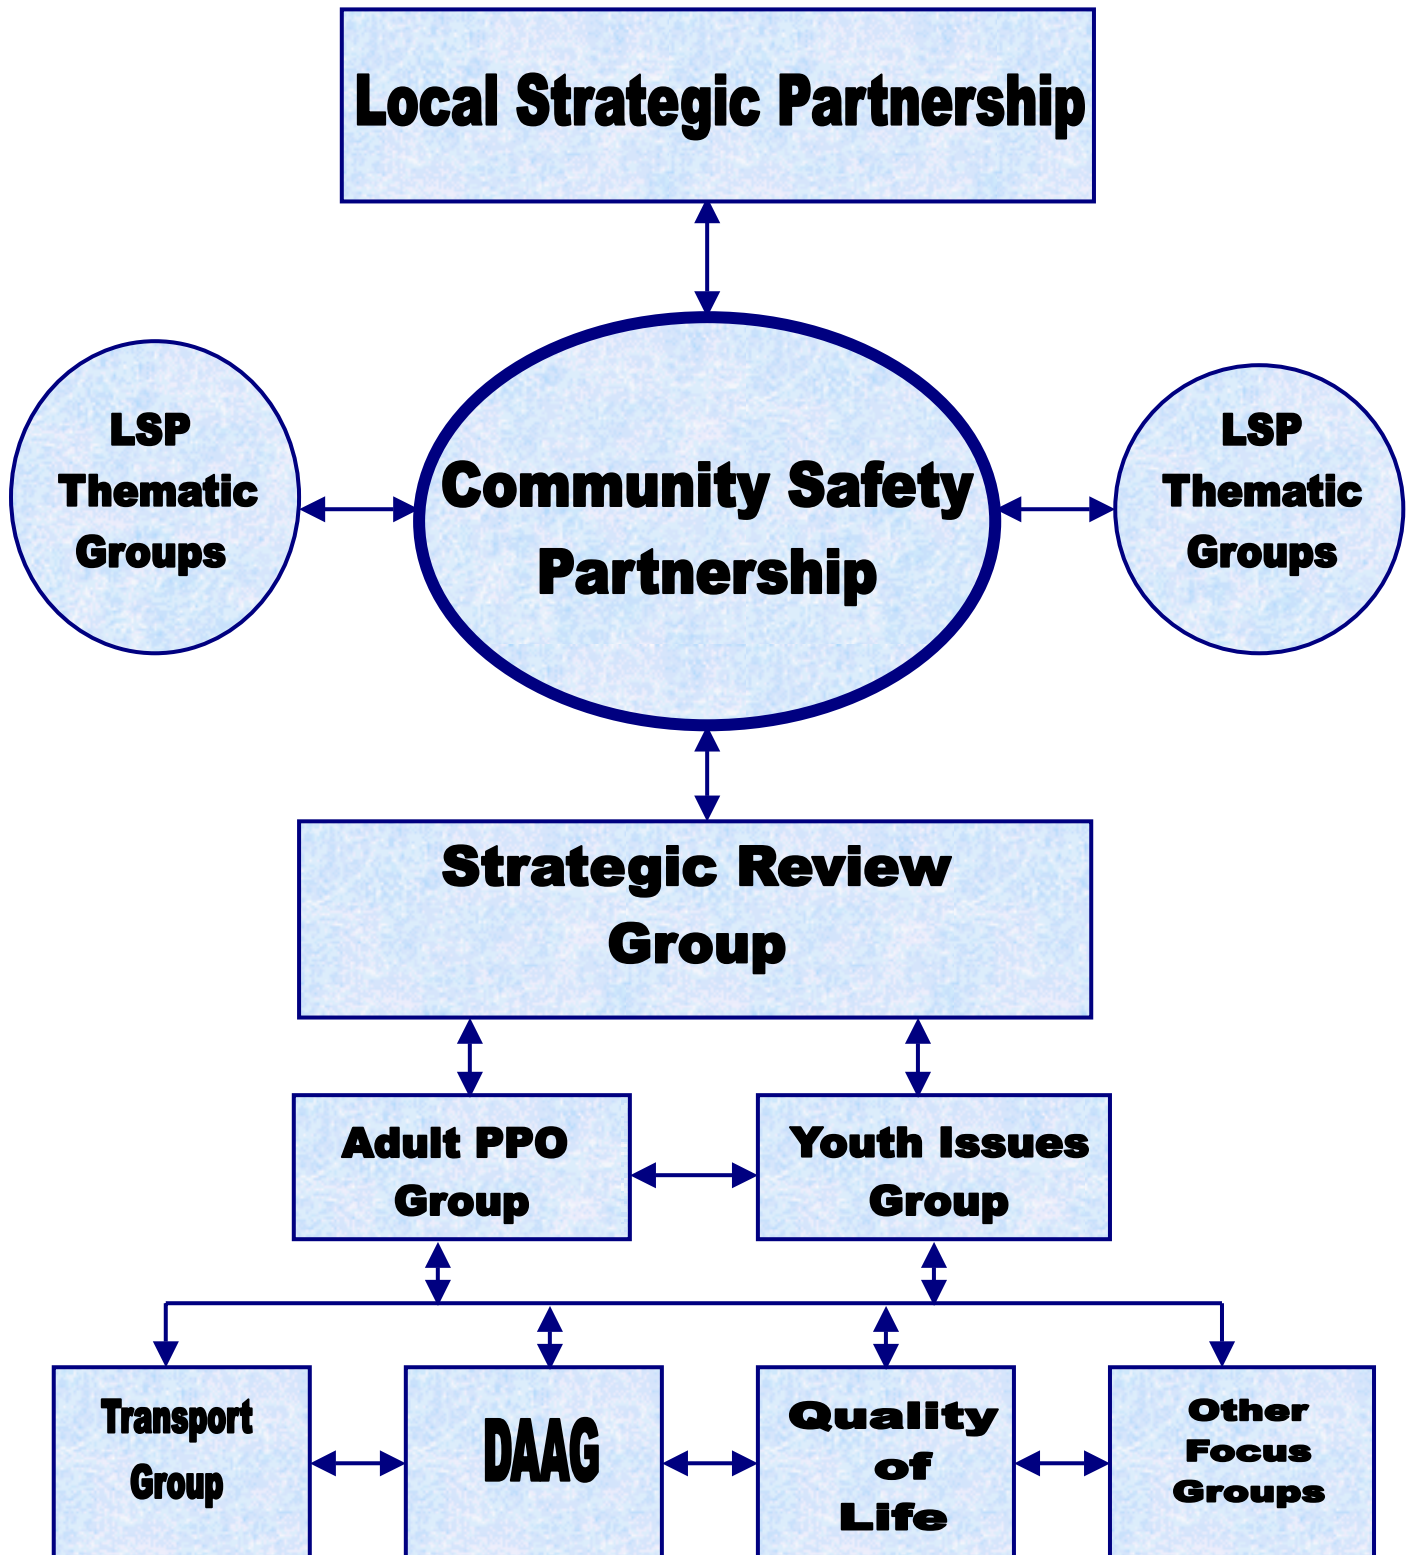 Local Strategic Partnership
LSP
Thematic
Groups
Community Safety
Partnership
LSP
Thematic
Groups
Strategic Review
Group
Adult PPO
Group
Youth Issues
Group
Transport
Group
DAAG
Quality
of
Life
Other
Focus
Groups